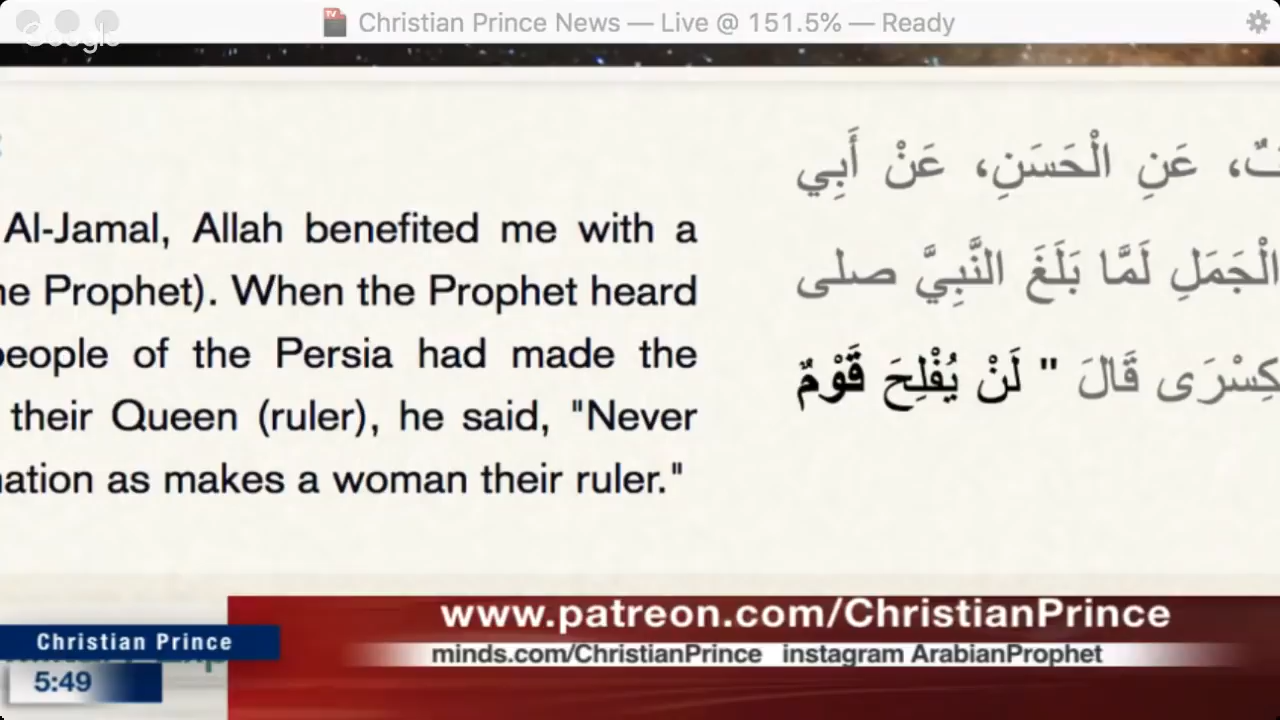 Christian Prince News — Live @ 151.5% — Ready
Google
Al-Jamal, Allah benefited me with a
he Prophet). When the Prophet heard
people of the Persia had made the
their Queen (ruler), he said, "Never
nation as makes a woman their ruler."
، عَنِ الْحَسَنِ، عَنْ أَبِي
الْجَمَلِ لَمَّا بَلَغَ النَّبِيَّ صلى
كِسْرَى قَالَ " لَنْ يُفْلِحَ قَوْمٌ
www.patreon.com/ChristianPrince
minds.com/ChristianPrince instagram ArabianProphet
Christian Prince
5:49